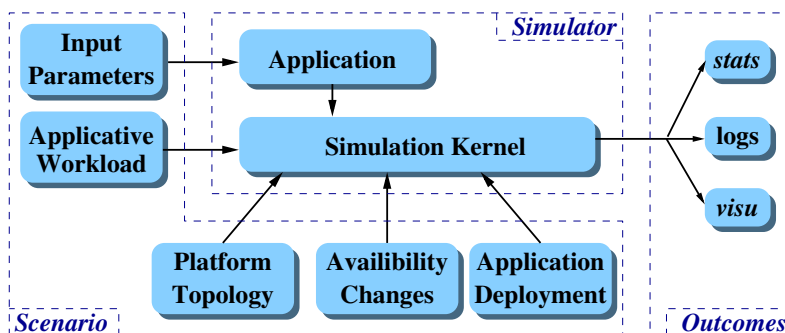 Input
Parameters
Application
Simulator
stats
Applicative
Workload
Simulation Kernel
logs
visu
Platform
Topology
Availibility
Changes
Application
Deployment
Scenario
Outcomes